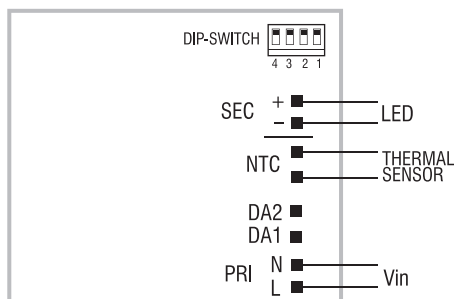 DIP-SWITCH
4 3 2 1
SEC + LED
−
NTC THERMAL
SENSOR
DA2
DA1
PRI N Vin
L